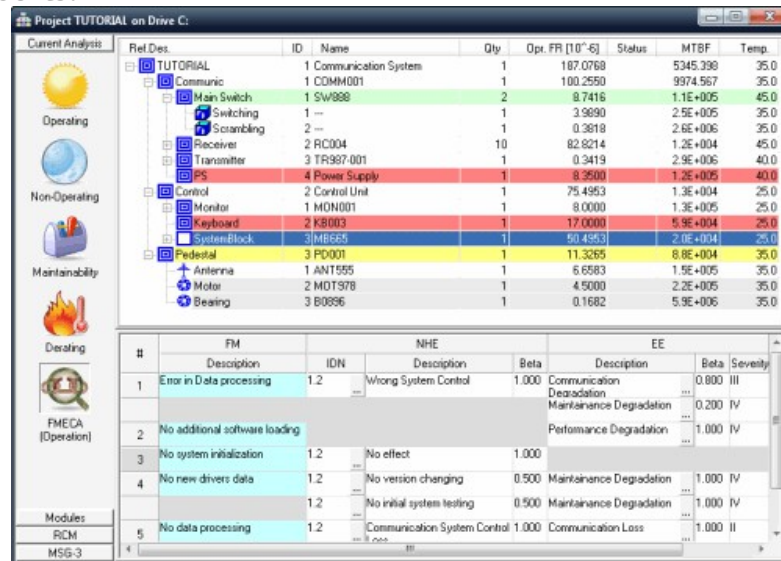 Project TUTORIAL on Drive C:
Current Analysis
Operating
Non-Operating
Maintainability
Derating
FMECA
(Operation)
Modules
RCM
MSG-3
Ref.Des. ID Name Qty Opr. FR [10^-6] Status MTBF Temp.
TUTORIAL 1 Communication System 1 187.0768 5345.398 35.0
Communic 1 COMM001 1 100.2550 9974.567 35.0
Main Switch 1 SW888 2 8.7416 1.1E+005 45.0
Switching 1 --- 1 3.9890 2.5E+005 35.0
Scrambling 2 --- 1 0.3818 2.6E+006 35.0
Receiver 2 RC004 10 82.8214 1.2E+004 45.0
Transmitter 3 TR987-001 1 0.3419 2.9E+006 40.0
PS 4 Power Supply 1 8.3500 1.2E+005 40.0
Control 2 Control Unit 1 75.4953 1.3E+004 25.0
Monitor 1 MON001 1 8.0000 1.3E+005 25.0
Keyboard 2 KB003 1 17.0000 5.9E+004 25.0
SystemBlock 3 MB665 1 50.4953 2.0E+004 25.0
Pedestal 3 PD001 1 11.3265 8.8E+004 35.0
Antenna 1 ANT555 1 6.6583 1.5E+005 35.0
Motor 2 MOT978 1 4.5000 2.2E+005 35.0
Bearing 3 B0896 1 0.1682 5.9E+006 35.0
# FM NHE EE
Description IDN Description Beta Description Beta Severity
1 Error in Data processing 1.2 ... Wrong System Control 1.000 Communication Degradation ... 0.800 III
Maintainance Degradation ... 0.200 IV
2 No additional software loading Performance Degradation ... 1.000 IV
3 No system initialization 1.2 ... No effect 1.000
4 No new drivers data 1.2 ... No version changing 0.500 Maintainance Degradation ... 1.000 IV
1.2 ... No initial system testing 0.500 Maintainance Degradation ... 1.000 IV
5 No data processing 1.2 ... Communication System Control 1.000 Communication Loss ... 1.000 II